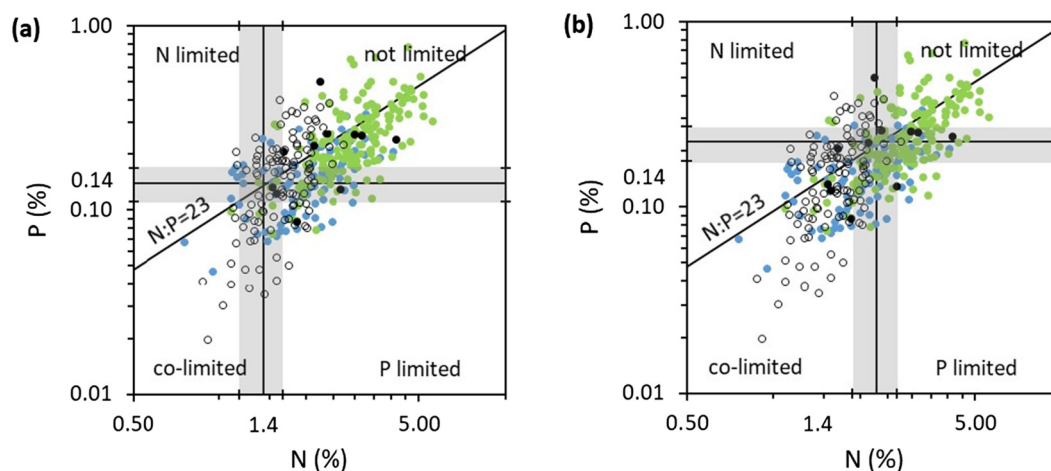 (a)
1.00
N limited
not limited
0.14
N:P=23
0.10
P (%)
co-limited
P limited
0.01
0.50
1.4
5.00
N (%)
(b)
1.00
N limited
not limited
0.14
N:P=23
0.10
P (%)
co-limited
P limited
0.01
0.50
1.4
5.00
N (%)